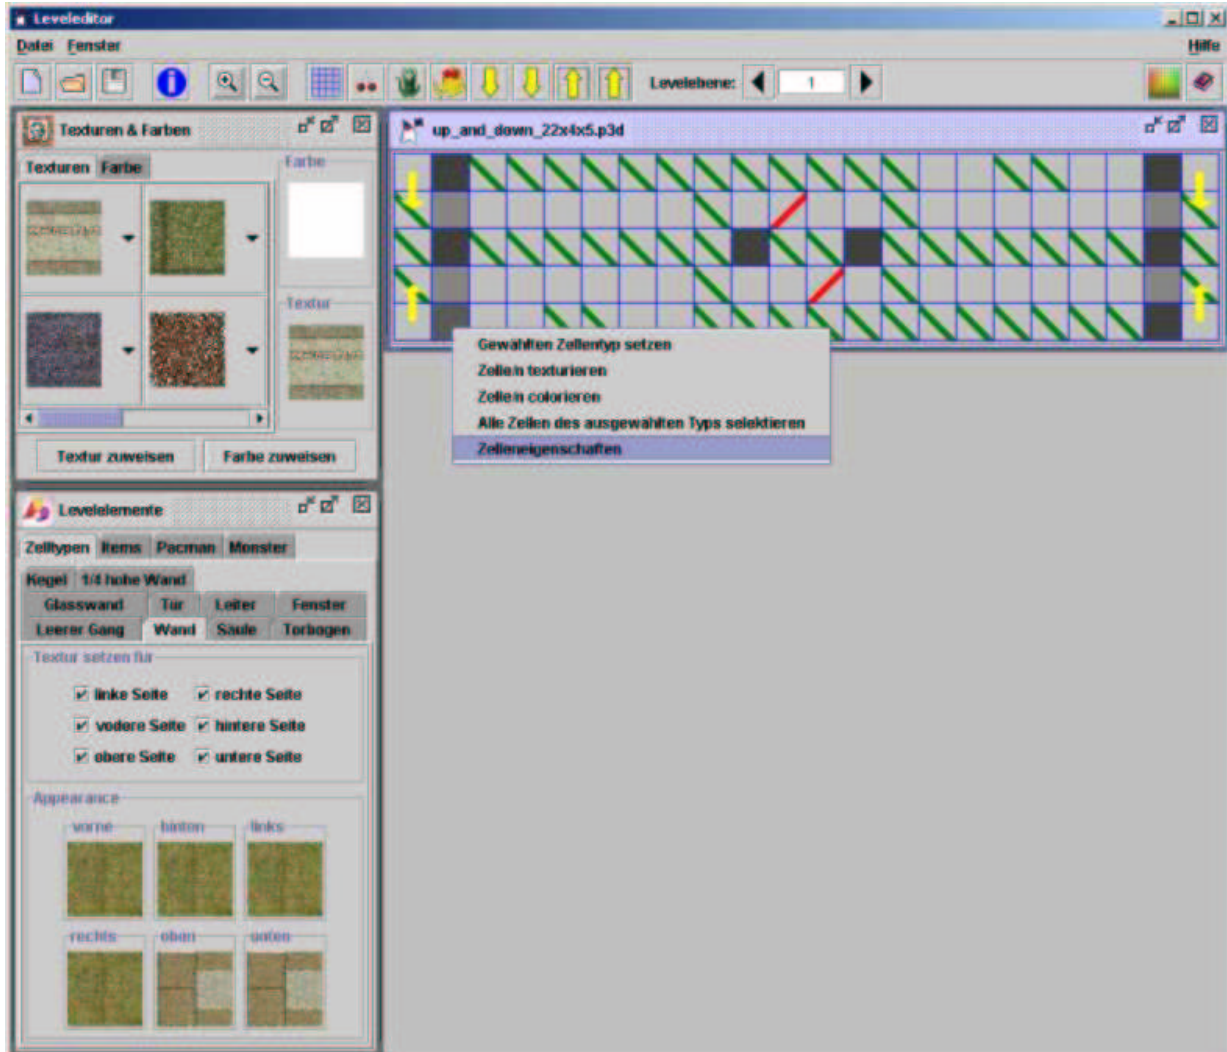 Leveleditor
Datei Fenster Hilfe
Levelebene: 1
Texturen & Farben
Texturen Farbe
Farbe
Textur
Textur zuweisen Farbe zuweisen
up_and_down_22x4x5.p3d
Gewählten Zellentyp setzen
Zelle/n texturieren
Zelle/n colorieren
Alle Zellen des ausgewählten Typs selektieren
Zelleneigenschaften
Levelelemente
Zelltypen Items Pacman Monster
Kegel 1/4 hohe Wand
Glasswand Tür Leiter Fenster
Leerer Gang Wand Säule Torbogen
Textur setzen für
linke Seite rechte Seite
vodere Seite hintere Seite
obere Seite untere Seite
Appearance
vorne hinten links
rechts oben unten